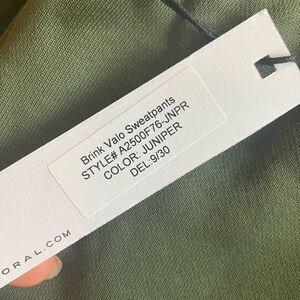 Brink Valo Sweatpants
STYLE# A2500F76-JNPR
COLOR: JUNIPER
DEL 9/30
ORAL.COM